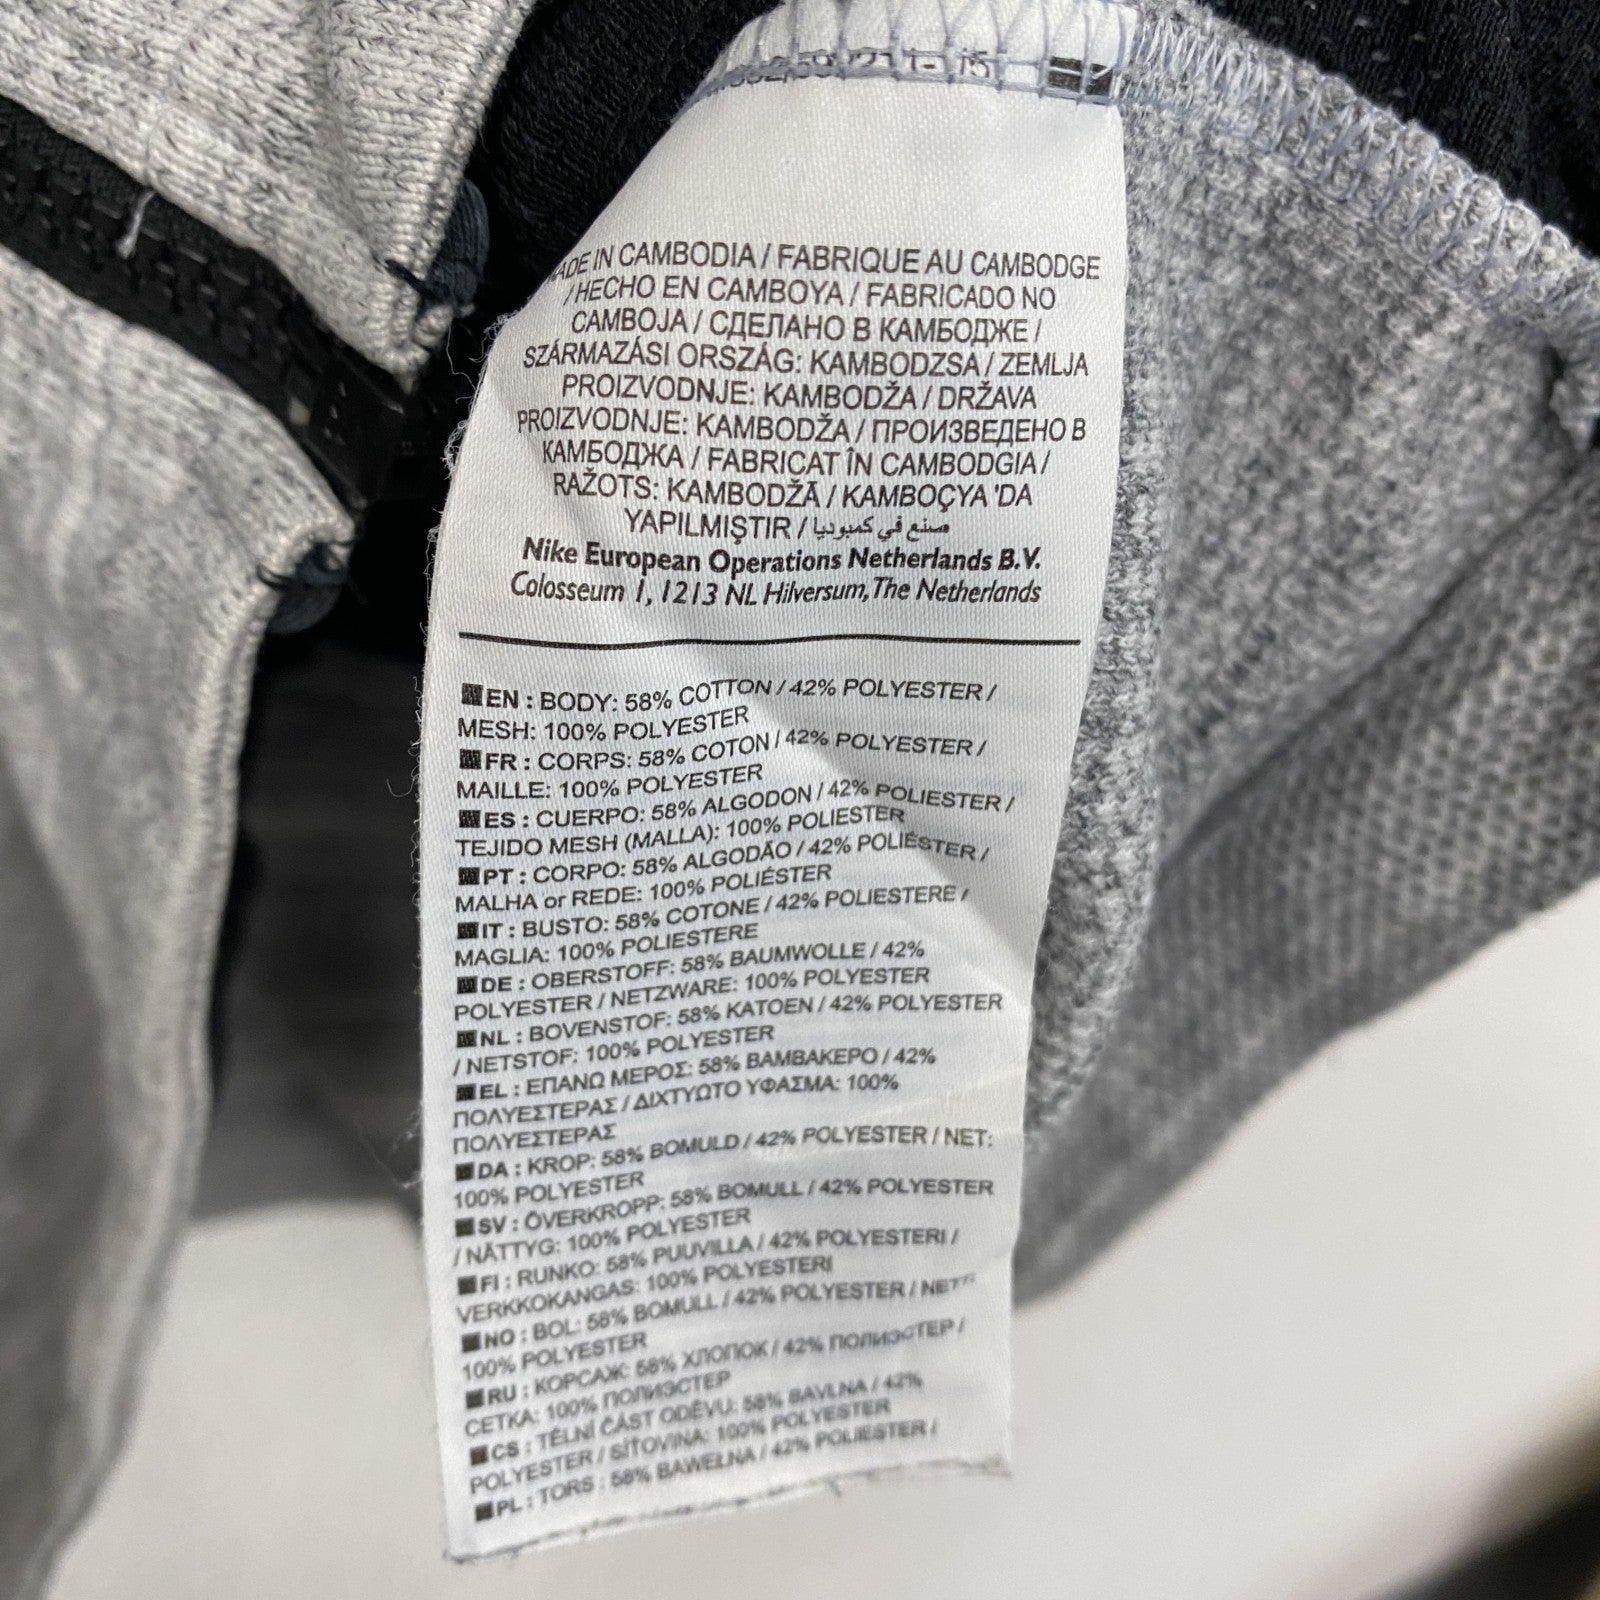 MADE IN CAMBODIA / FABRIQUE AU CAMBODGE
/ HECHO EN CAMBOYA / FABRICADO NO
CAMBOJA / СДЕЛАНО В КАМБОДЖЕ /
SZÁRMAZÁSI ORSZÁG: KAMBODZSA / ZEMLJA
PROIZVODNJE: KAMBODŽA / DRŽAVA
PROIZVODNJE: KAMBODŽA / ПРОИЗВЕДЕНО В
КАМБОДЖА / FABRICAT ÎN CAMBODGIA /
RAŽOTS: KAMBODŽĀ / KAMBOÇYA 'DA
YAPILMIŞTIR / صنع في كمبوديا
Nike European Operations Netherlands B.V.
Colosseum 1, 1213 NL Hilversum, The Netherlands
EN : BODY: 58% COTTON / 42% POLYESTER /
MESH: 100% POLYESTER
FR : CORPS: 58% COTON / 42% POLYESTER /
MAILLE: 100% POLYESTER
ES : CUERPO: 58% ALGODON / 42% POLIESTER /
TEJIDO MESH (MALLA): 100% POLIESTER
PT : CORPO: 58% ALGODÃO / 42% POLIÉSTER /
MALHA or REDE: 100% POLIÉSTER
IT : BUSTO: 58% COTONE / 42% POLIESTERE /
MAGLIA: 100% POLIESTERE
DE : OBERSTOFF: 58% BAUMWOLLE / 42%
POLYESTER / NETZWARE: 100% POLYESTER
NL : BOVENSTOF: 58% KATOEN / 42% POLYESTER
/ NETSTOF: 100% POLYESTER
EL : ΕΠΑΝΩ ΜΕΡΟΣ: 58% ΒΑΜΒΑΚΕΡΟ / 42%
ΠΟΛΥΕΣΤΕΡΑΣ / ΔΙΧΤΥΩΤΟ ΥΦΑΣΜΑ: 100%
ΠΟΛΥΕΣΤΕΡΑΣ
DA : KROP: 58% BOMULD / 42% POLYESTER / NET:
100% POLYESTER
SV : ÖVERKROPP: 58% BOMULL / 42% POLYESTER
/ NÄTTYG: 100% POLYESTER
FI : RUNKO: 58% PUUVILLA / 42% POLYESTERI /
VERKKOKANGAS: 100% POLYESTERI
NO : BOL: 58% BOMULL / 42% POLYESTER / NETT:
100% POLYESTER
RU : КОРСАЖ: 58% ХЛОПОК / 42% ПОЛИЭСТЕР /
СЕТКА: 100% ПОЛИЭСТЕР
CS : TĚLNÍ ČÁST ODĚVU: 58% BAVLNA / 42%
POLYESTER / SÍŤOVINA: 100% POLYESTER
PL : TORS : 58% BAWEŁNA / 42% POLIESTER /